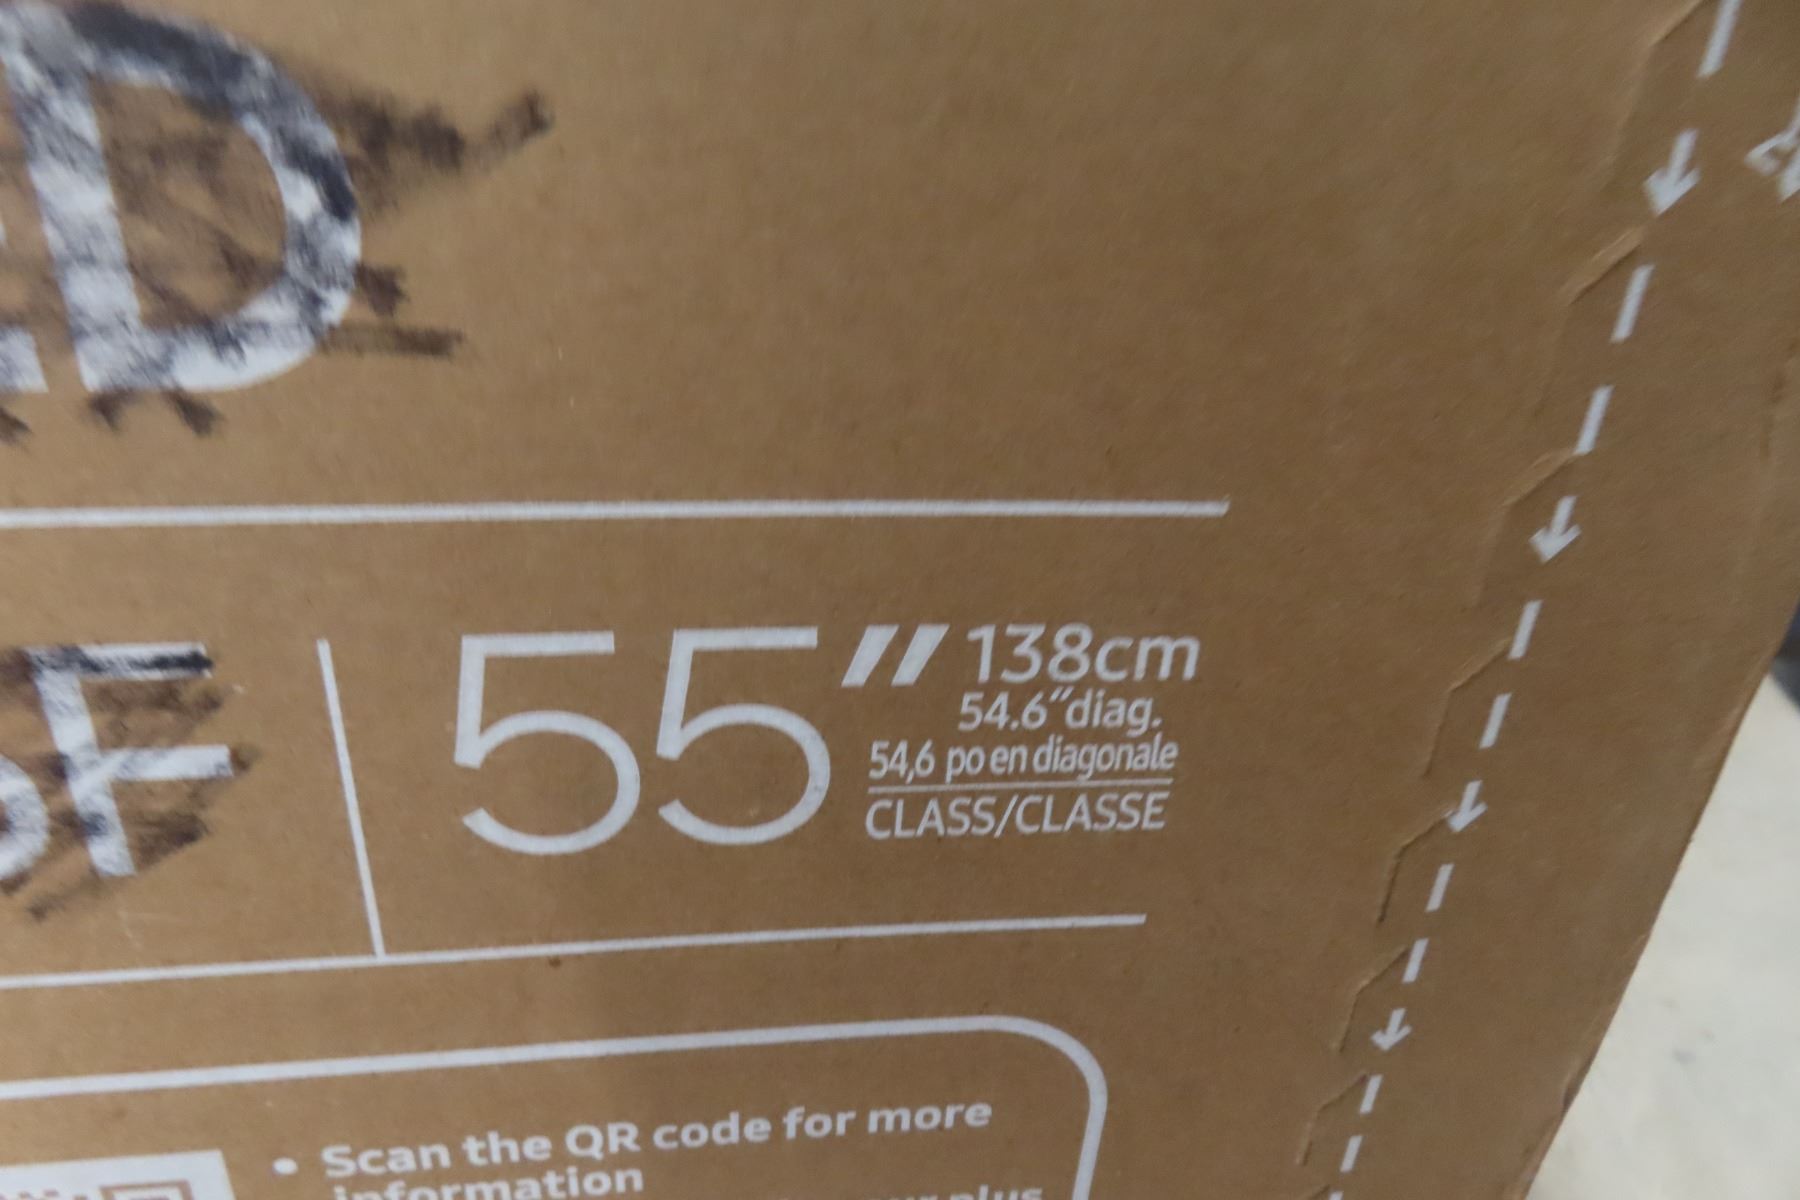 D
F
55” 138cm
54.6”diag.
54,6 po en diagonale
CLASS/CLASSE
• Scan the QR code for more
information
plus